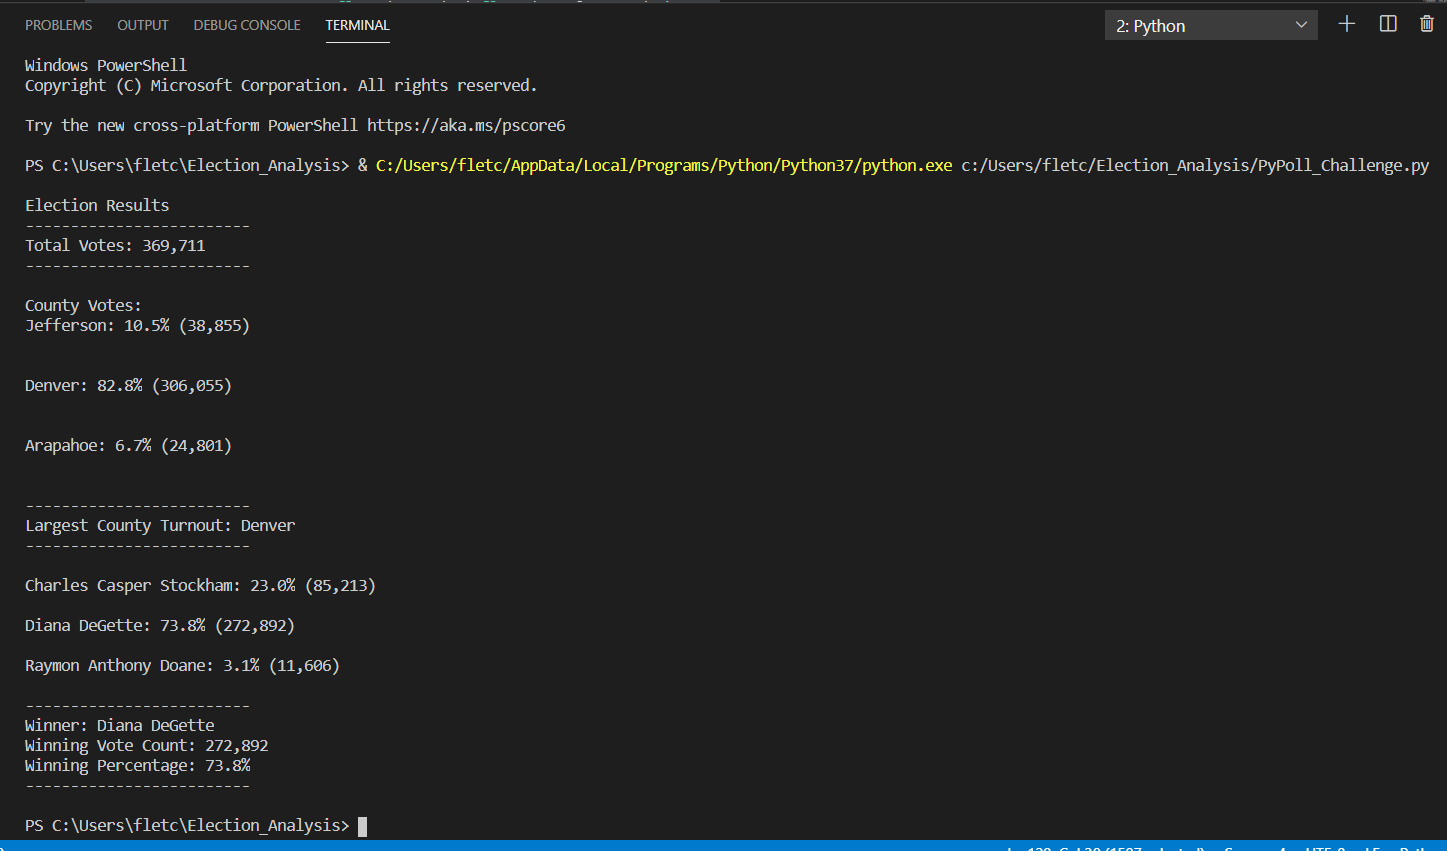 PROBLEMS OUTPUT DEBUG CONSOLE TERMINAL 2: Python
Windows PowerShell
Copyright (C) Microsoft Corporation. All rights reserved.
Try the new cross-platform PowerShell https://aka.ms/pscore6
PS C:\Users\fletc\Election_Analysis> & C:/Users/fletc/AppData/Local/Programs/Python/Python37/python.exe c:/Users/fletc/Election_Analysis/PyPoll_Challenge.py
Election Results
-------------------------
Total Votes: 369,711
-------------------------
County Votes:
Jefferson: 10.5% (38,855)
Denver: 82.8% (306,055)
Arapahoe: 6.7% (24,801)
-------------------------
Largest County Turnout: Denver
-------------------------
Charles Casper Stockham: 23.0% (85,213)
Diana DeGette: 73.8% (272,892)
Raymon Anthony Doane: 3.1% (11,606)
-------------------------
Winner: Diana DeGette
Winning Vote Count: 272,892
Winning Percentage: 73.8%
-------------------------
PS C:\Users\fletc\Election_Analysis>